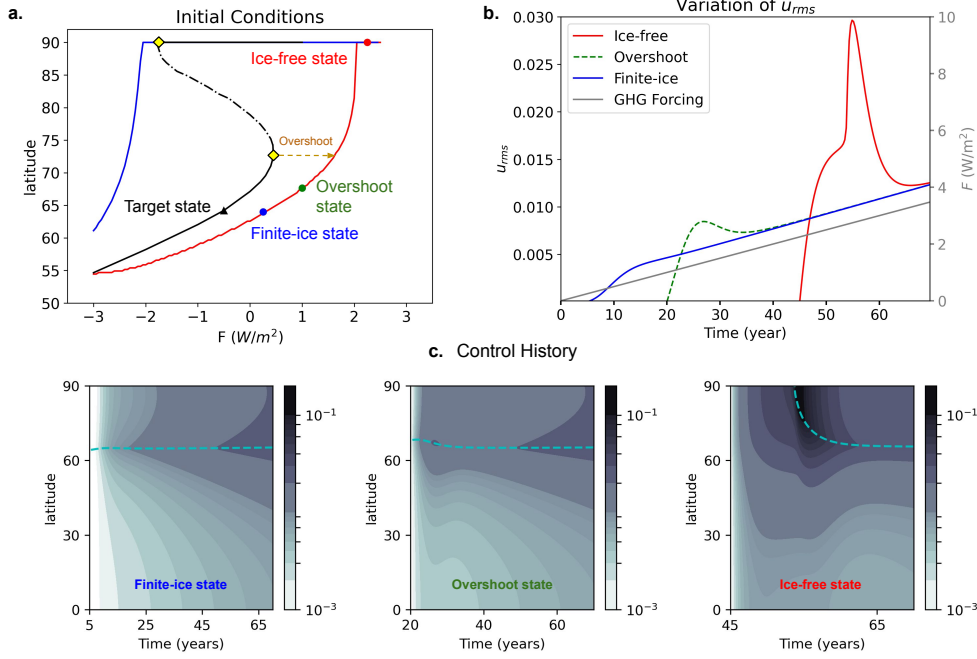 a.
Initial Conditions
90
85
80
75
70
65
60
55
50
latitude
−3
−2
−1
0
1
2
3
F (W/m²)
Ice-free state
Overshoot
Overshoot
state
Target state
Finite-ice state
b.
Variation of u_rms
0.030
0.025
0.020
0.015
0.010
0.005
u_rms
Ice-free
Overshoot
Finite-ice
GHG Forcing
10
8
6
4
2
0
F (W/m²)
0
10
20
30
40
50
60
Time (year)
c. Control History
90
60
30
0
latitude
Finite-ice state
5
25
45
65
Time (years)
10⁻¹
10⁻³
90
60
30
0
latitude
Overshoot state
20
40
60
Time (years)
10⁻¹
10⁻³
90
60
30
0
latitude
Ice-free state
45
65
Time (years)
10⁻¹
10⁻³